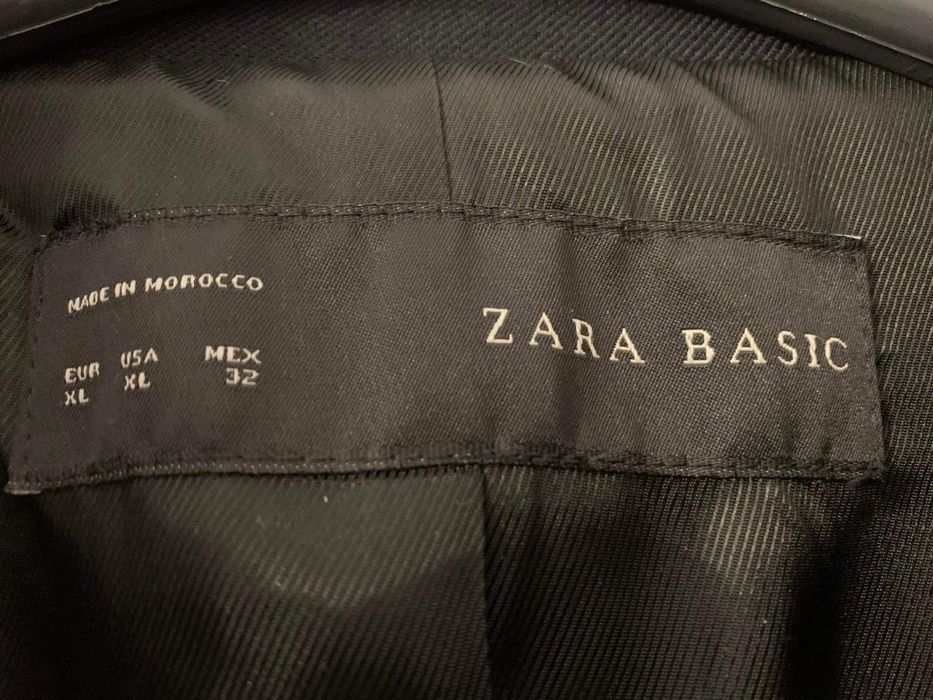 MADE IN MOROCCO
EUR USA MEX
XL XL 32
ZARA BASIC